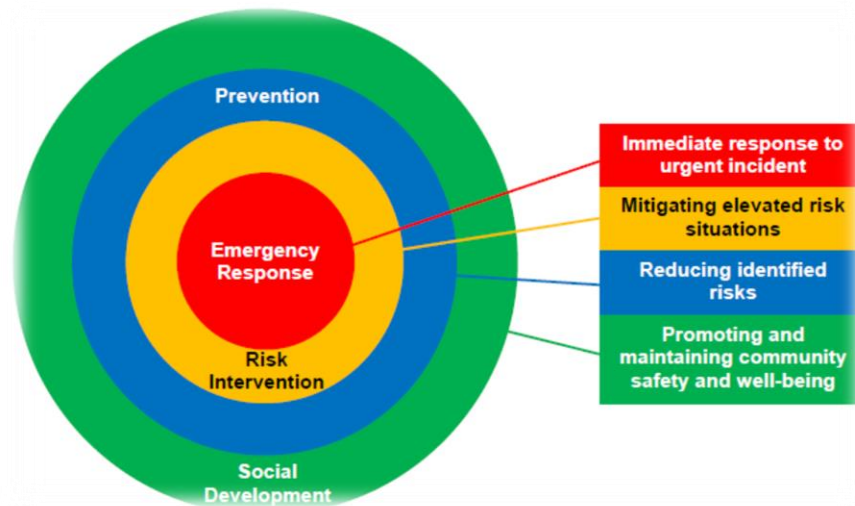 Prevention
Emergency
Response
Risk
Intervention
Social
Development
Immediate response to
urgent incident
Mitigating elevated risk
situations
Reducing identified
risks
Promoting and
maintaining community
safety and well-being